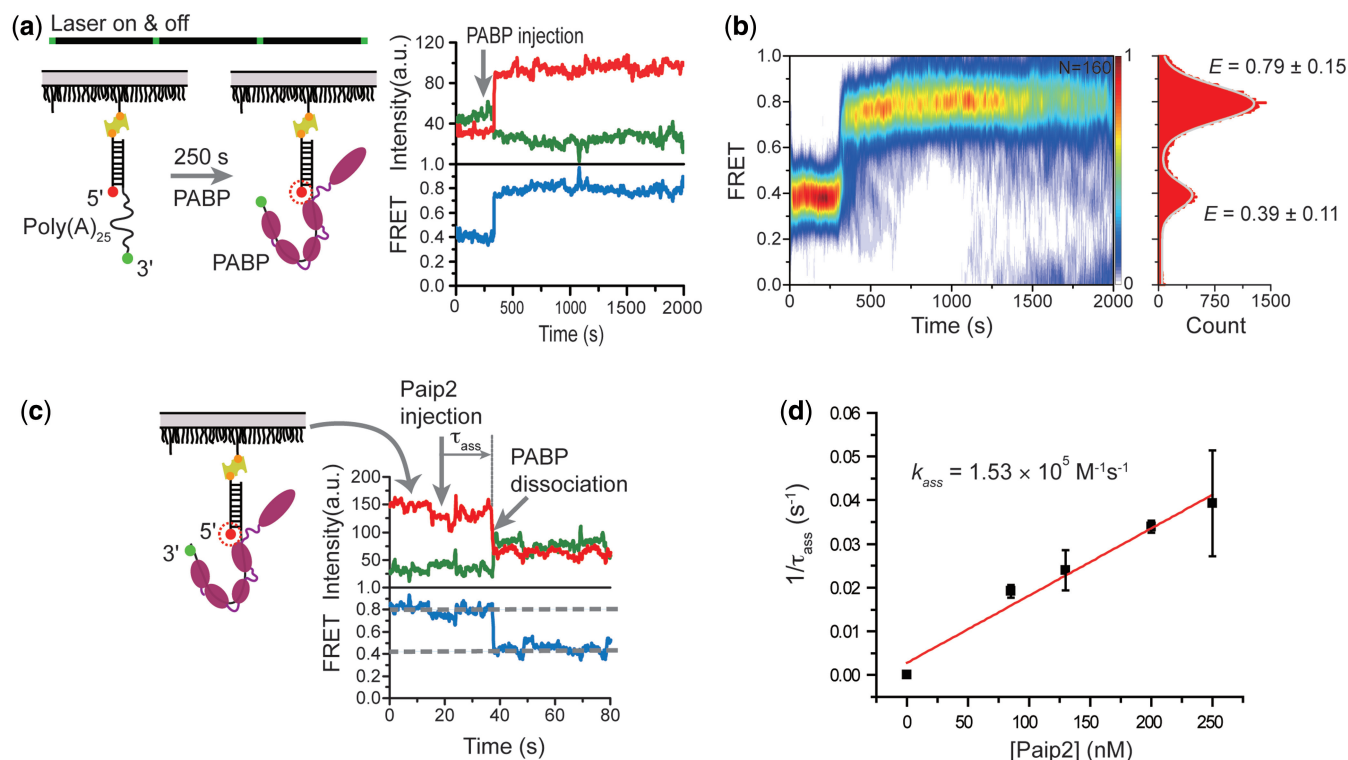 (a)
Laser on & off
5'
Poly(A)25
3'
250 s
PABP
PABP
PABP injection
Intensity(a.u.)
120
80
40
FRET
1.0
0.8
0.6
0.4
0.2
0.0
0 500 1000 1500 2000
Time (s)
(b)
FRET
1.0
0.8
0.6
0.4
0.2
0.0
0 500 1000 1500 2000
Time (s)
N=160
1
0
E = 0.79 ± 0.15
E = 0.39 ± 0.11
0 750 1500
Count
(c)
5'
3'
Paip2
injection
τass
PABP
dissociation
Intensity(a.u.)
200
150
100
50
FRET
1.0
0.8
0.6
0.4
0.2
0.0
0 20 40 60 80
Time (s)
(d)
1/τass (s-1)
0.06
0.05
0.04
0.03
0.02
0.01
0.00
kass = 1.53 × 10^5 M-1s-1
0 50 100 150 200 250
[Paip2] (nM)